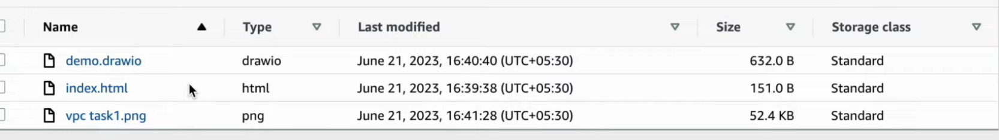 Name Type Last modified Size Storage class
demo.drawio drawio June 21, 2023, 16:40:40 (UTC+05:30) 632.0 B Standard
index.html html June 21, 2023, 16:39:38 (UTC+05:30) 151.0 B Standard
vpc task1.png png June 21, 2023, 16:41:28 (UTC+05:30) 52.4 KB Standard